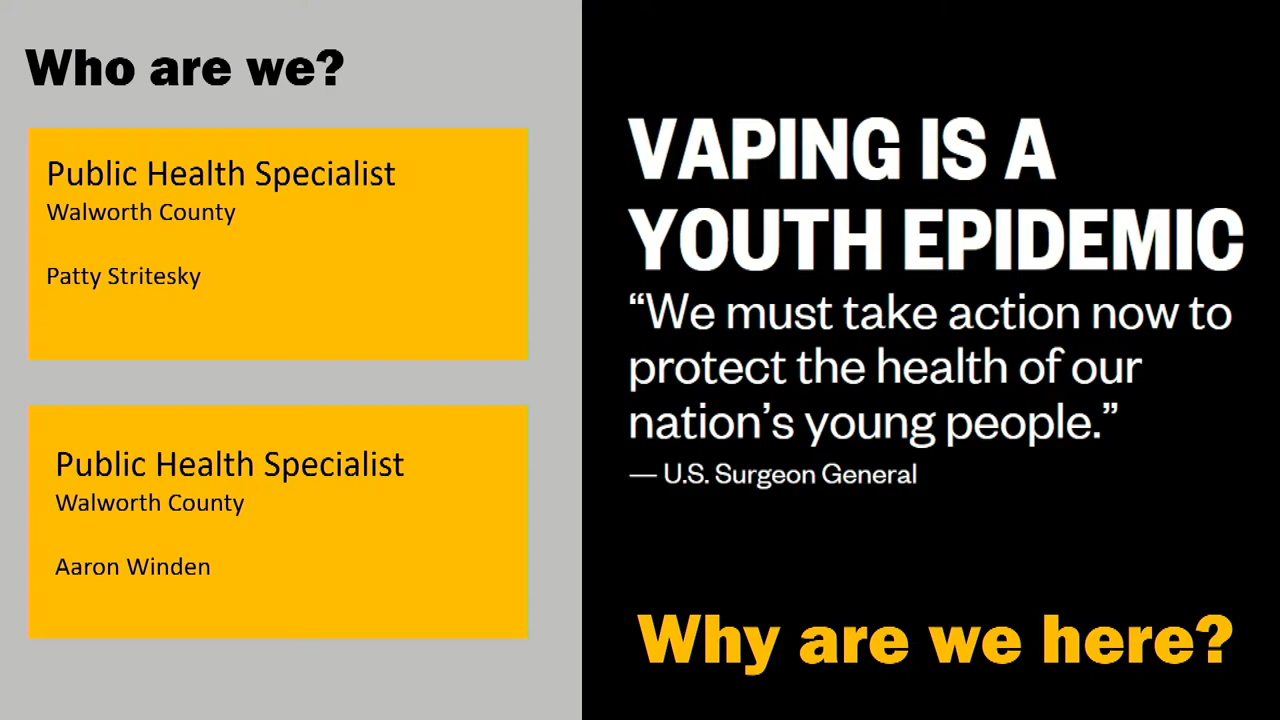 Who are we?
Public Health Specialist
Walworth County
Patty Stritesky
Public Health Specialist
Walworth County
Aaron Winden
VAPING IS A
YOUTH EPIDEMIC
“We must take action now to
protect the health of our
nation’s young people.”
— U.S. Surgeon General
Why are we here?